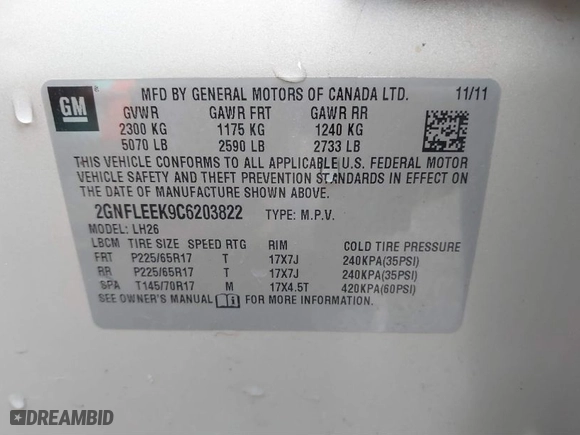 GM
MFD BY GENERAL MOTORS OF CANADA LTD. 11/11
GVWR GAWR FRT GAWR RR
2300 KG 1175 KG 1240 KG
5070 LB 2590 LB 2733 LB
THIS VEHICLE CONFORMS TO ALL APPLICABLE U.S. FEDERAL MOTOR
VEHICLE SAFETY AND THEFT PREVENTION STANDARDS IN EFFECT ON
THE DATE OF MANUFACTURE SHOWN ABOVE.
2GNFLEEK9C6203822 TYPE: M.P.V.
MODEL: LH26
LBCM TIRE SIZE SPEED RTG RIM COLD TIRE PRESSURE
FRT P225/65R17 T 17X7J 240KPA(35PSI)
RR P225/65R17 T 17X7J 240KPA(35PSI)
SPA T145/70R17 M 17X4.5T 420KPA(60PSI)
SEE OWNER'S MANUAL FOR MORE INFORMATION
DREAMBID